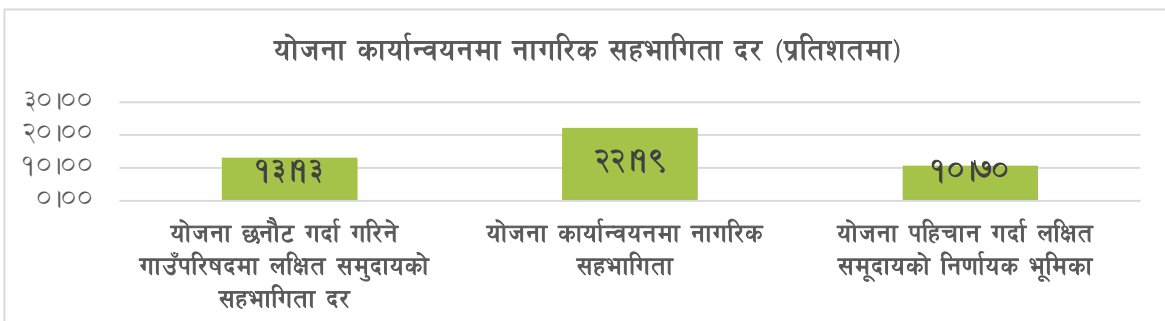 योजना कार्यान्वयनमा नागरिक सहभागिता दर (प्रतिशतमा)
३०।००
२०।००
१०।००
०।००
१३।१३
२२।१९
१०।७०
योजना छनौट गर्दा गरिने
गाउँपरिषदमा लक्षित समुदायको
सहभागिता दर
योजना कार्यान्वयनमा नागरिक
सहभागिता
योजना पहिचान गर्दा लक्षित
समूदायको निर्णायक भूमिका